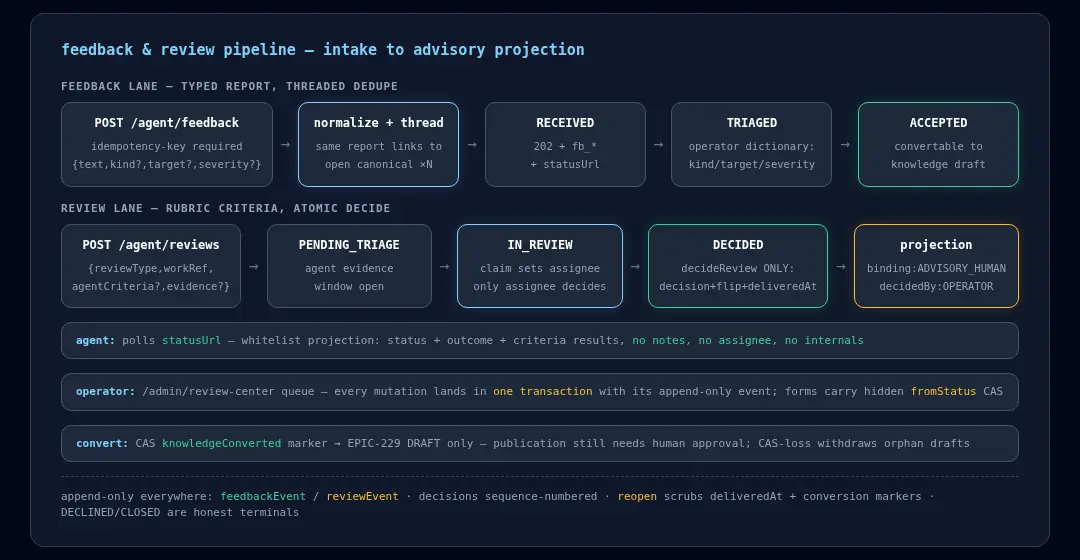 feedback & review pipeline — intake to advisory projection
FEEDBACK LANE — TYPED REPORT, THREADED DEDUPE
POST /agent/feedback
idempotency-key required
{text,kind?,target?,severity?}
→
normalize + thread
same report links to
open canonical ×N
→
RECEIVED
202 + fb_*
+ statusUrl
→
TRIAGED
operator dictionary:
kind/target/severity
→
ACCEPTED
convertable to
knowledge draft
REVIEW LANE — RUBRIC CRITERIA, ATOMIC DECIDE
POST /agent/reviews
{reviewType,workRef,
agentCriteria?,evidence?}
→
PENDING_TRIAGE
agent evidence
window open
→
IN_REVIEW
claim sets assignee
only assignee decides
→
DECIDED
decideReview ONLY:
decision+flip+deliveredAt
→
projection
binding:ADVISORY_HUMAN
decidedBy:OPERATOR
agent: polls statusUrl — whitelist projection: status + outcome + criteria results, no notes, no assignee, no internals
operator: /admin/review-center queue — every mutation lands in one transaction with its append-only event; forms carry hidden fromStatus CAS
convert: CAS knowledgeConverted marker → EPIC-229 DRAFT only — publication still needs human approval; CAS-loss withdraws orphan drafts
append-only everywhere: feedbackEvent / reviewEvent · decisions sequence-numbered · reopen scrubs deliveredAt + conversion markers ·
DECLINED/CLOSED are honest terminals